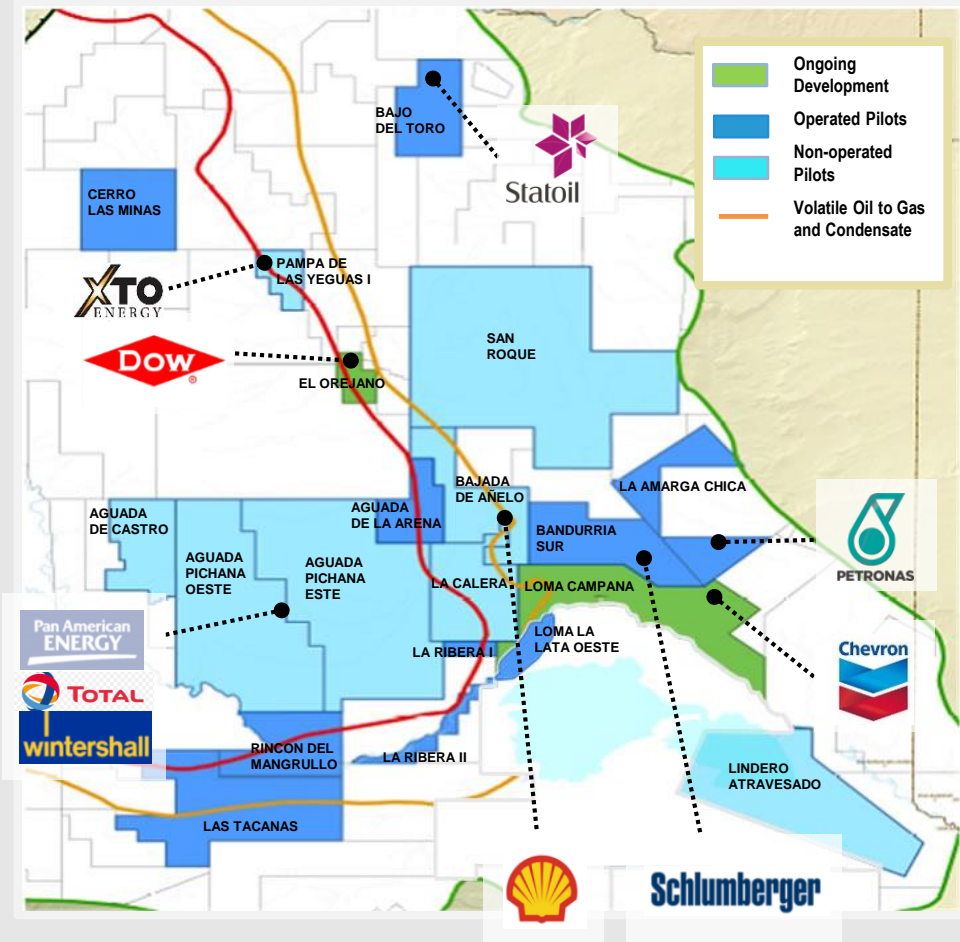 Ongoing
Development
Operated Pilots
Non-operated
Pilots
Volatile Oil to Gas
and Condensate
BAJO
DEL TORO
Statoil
CERRO
LAS MINAS
PAMPA DE
LAS YEGUAS I
XTO
ENERGY
DOW
®
EL OREJANO
SAN
ROQUE
LA AMARGA CHICA
BAJADA
DE AÑELO
AGUADA
DE CASTRO
AGUADA
DE LA ARENA
BANDURRIA
SUR
AGUADA
PICHANA
OESTE
AGUADA
PICHANA
ESTE
PETRONAS
LA CALERA
LOMA CAMPANA
Pan American
ENERGY
LOMA LA
LATA OESTE
LA RIBERA I
Chevron
TOTAL
wintershall
RINCON DEL
MANGRULLO
LA RIBERA II
LINDERO
ATRAVESADO
LAS TACANAS
Schlumberger